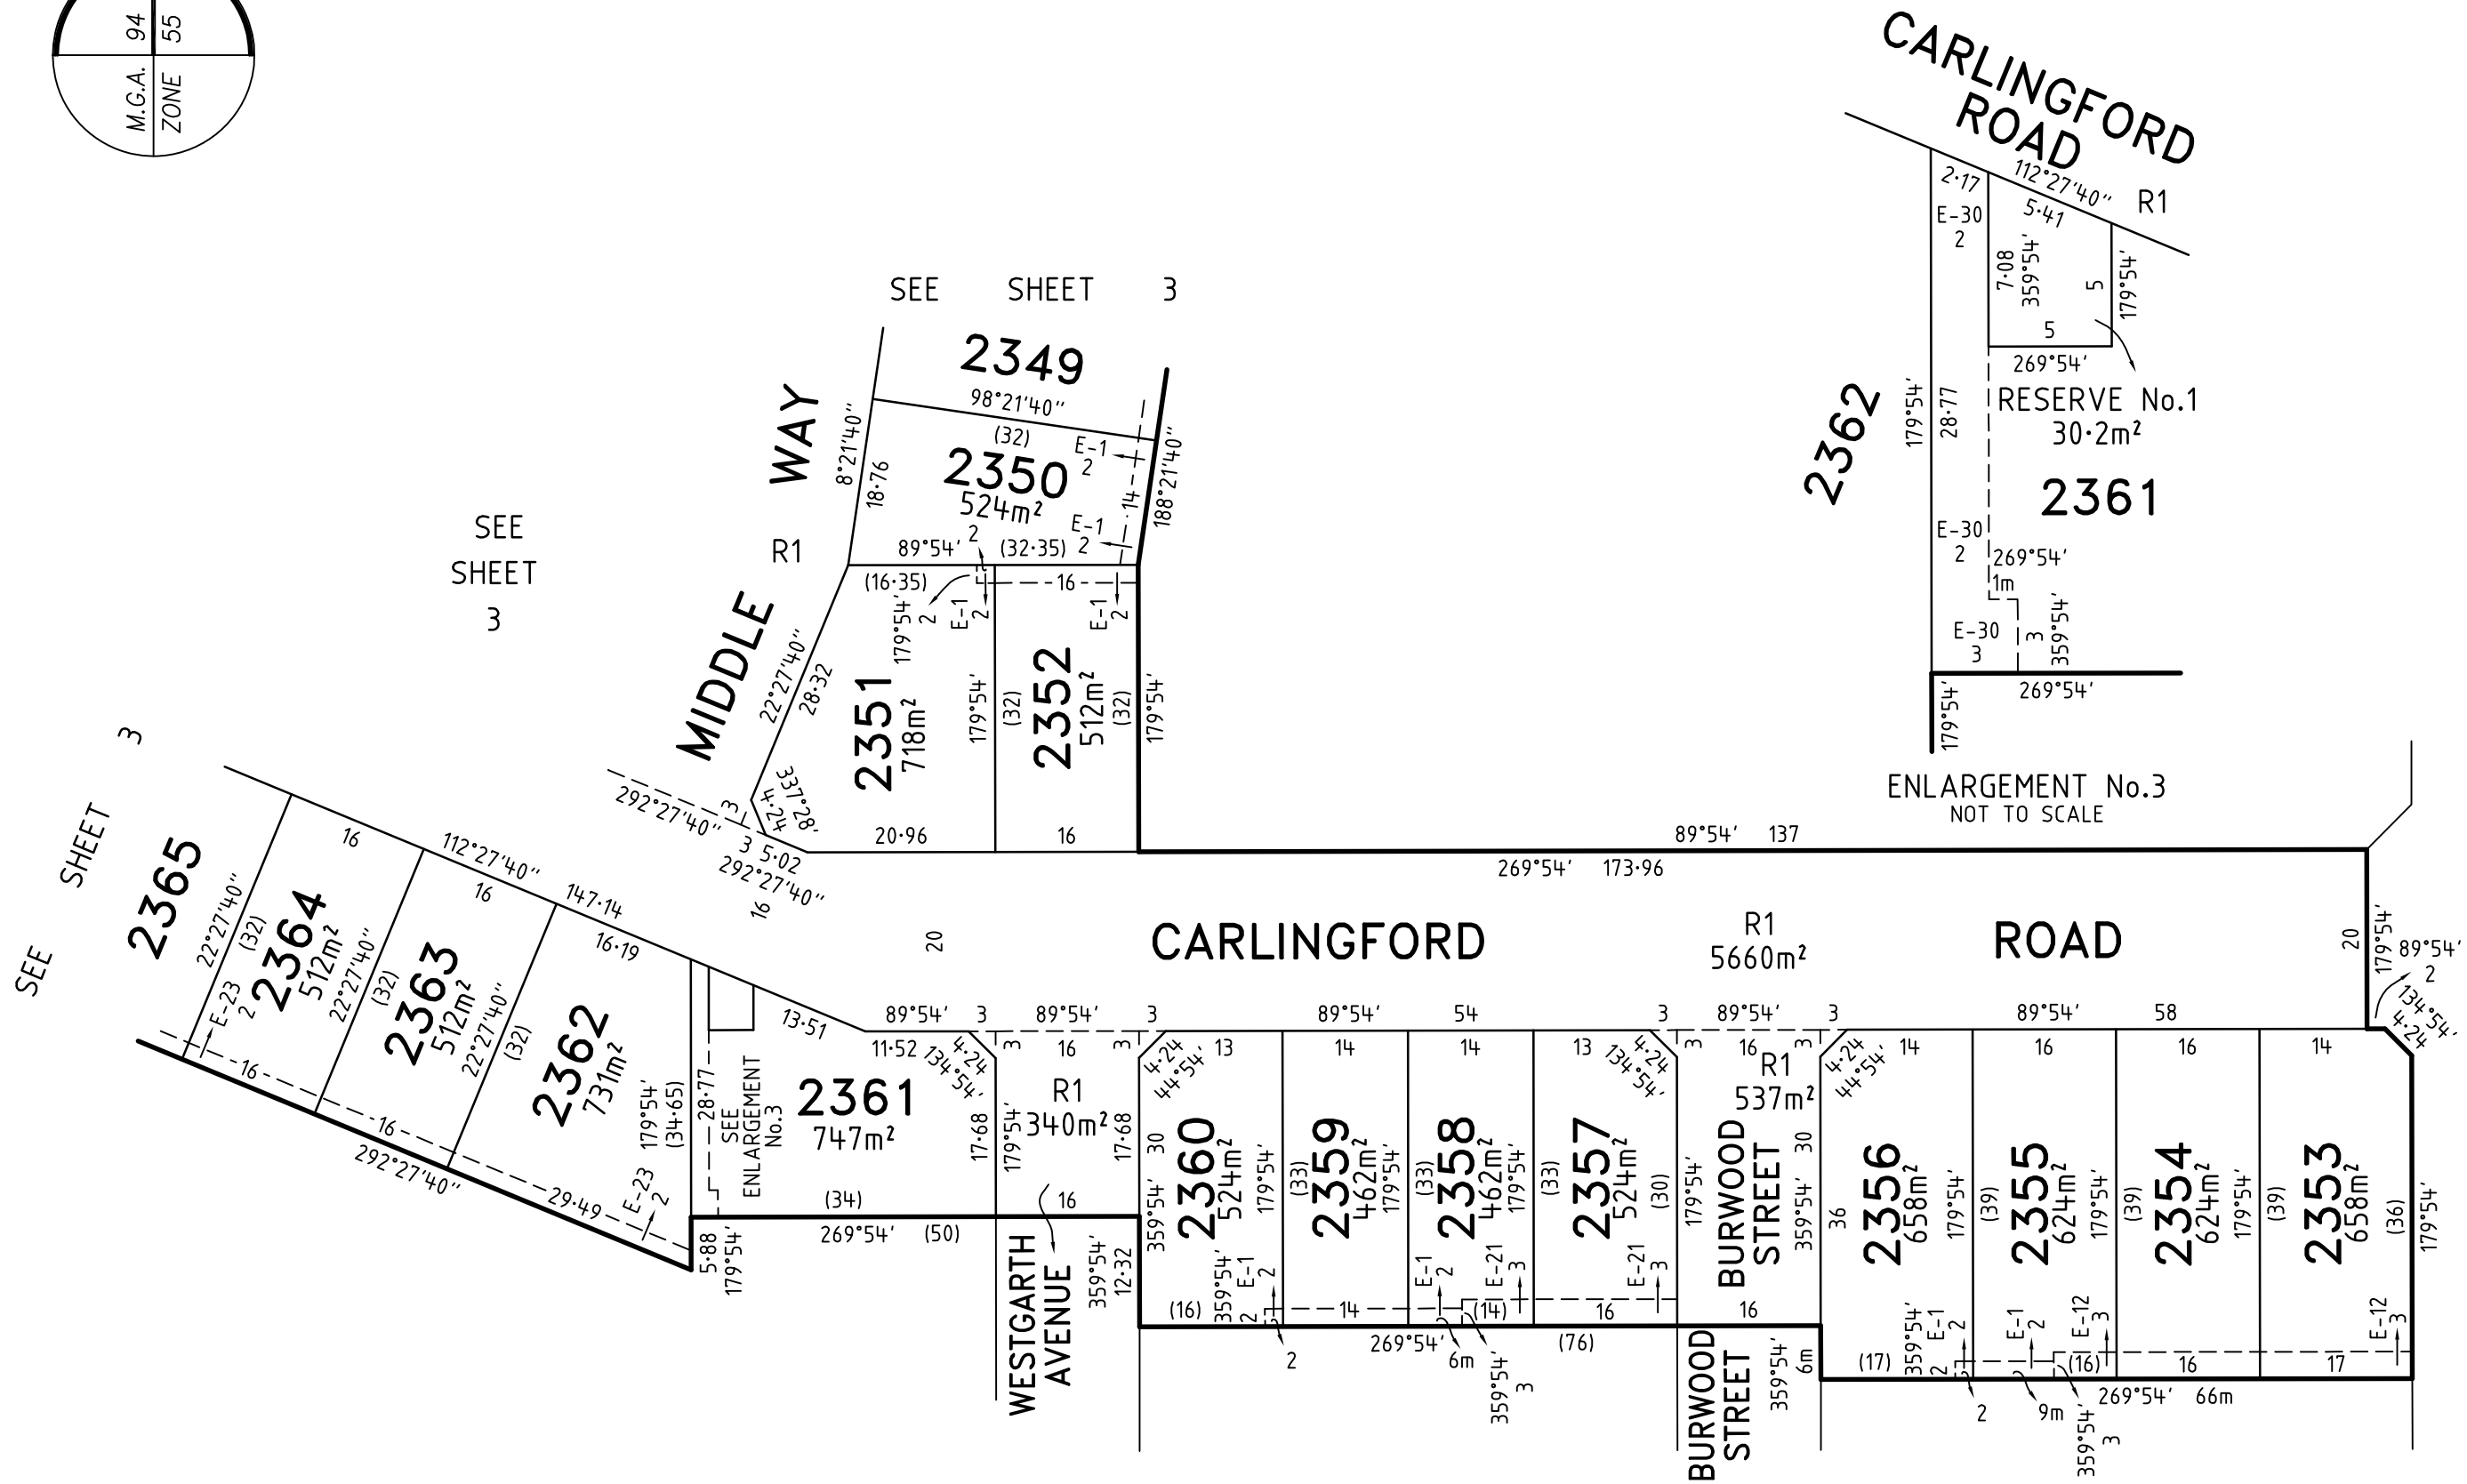 M.G.A. 94
ZONE 55
CARLINGFORD
ROAD
112°27'40"
R1
2·17
5·41
E-30
2
7·08
359°54'
5
179°54'
5
269°54'
RESERVE No.1
30·2m²
2362
179°54'
28·77
2361
E-30
2
269°54'
1m
E-30
3
3
359°54'
269°54'
179°54'
ENLARGEMENT No.3
NOT TO SCALE
SEE SHEET 3
2349
98°21'40"
(32)
E-1
2
2350
524m²
8°21'40"
18·76
14
188°21'40"
E-1
2
2
89°54' (32·35)
MIDDLE WAY
R1
SEE
SHEET
3
(16·35)
16
179°54'
2
E-1
2
E-1
2
22°27'40"
28·32
2351
718m²
179°54'
(32)
2352
512m²
(32)
179°54'
337°28'
4·24
3
292°27'40"
20·96
16
3 5·02
292°27'40"
16
89°54' 137
269°54' 173·96
SEE SHEET 3
2365
16
112°27'40"
16
147·14
16·19
22°27'40"
(32)
2364
512m²
22°27'40"
(32)
2363
512m²
22°27'40"
(32)
2362
731m²
E-23
2
16
16
292°27'40"
29·49
E-23
2
179°54'
(34·65)
28·77
SEE
ENLARGEMENT
No.3
13·51
20
CARLINGFORD ROAD
R1
5660m²
20
179°54'
89°54'
2
134°54'
4·24
89°54' 3 89°54' 3 89°54' 54 3 89°54' 3 89°54' 58
11·52
4·24
134°54'
3
16
3
4·24
44°54'
13
14
14
13
4·24
134°54'
3
16
3
4·24
44°54'
14
16
16
14
2361
747m²
17·68
179°54'
R1
340m²
17·68
30
359°54'
2360
524m²
179°54'
(33)
2359
462m²
179°54'
(33)
2358
462m²
179°54'
(33)
2357
524m²
(30)
179°54'
R1
537m²
BURWOOD
STREET
359°54' 30
36
2356
658m²
179°54'
(39)
2355
624m²
179°54'
(39)
2354
624m²
179°54'
(39)
2353
658m²
(36)
179°54'
(34)
16
269°54' (50)
5·88
179°54'
WESTGARTH
AVENUE
359°54'
12·32
(16)
359°54'
2
E-1
2
14
E-1
2
E-21
3
(14)
16
E-21
3
16
2
269°54'
6m
(76)
359°54'
3
BURWOOD
STREET
359°54'
6m
(17)
359°54'
2
E-1
2
E-1
2
E-12
3
(16)
16
17
E-12
3
269°54' 66m
2
9m
359°54'
3